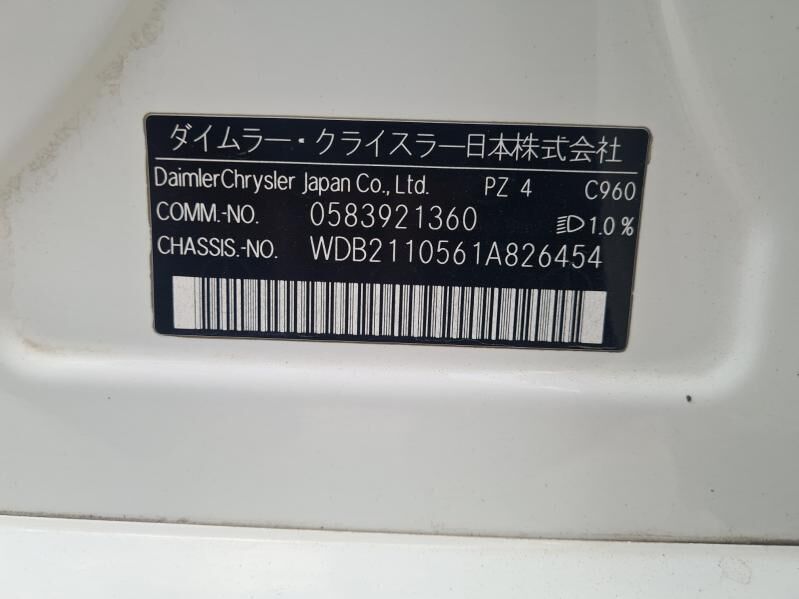 ダイムラー・クライスラー日本株式会社
DaimlerChrysler Japan Co., Ltd. PZ 4 C960
COMM.-NO. 0583921360 1.0 %
CHASSIS.-NO. WDB2110561A826454